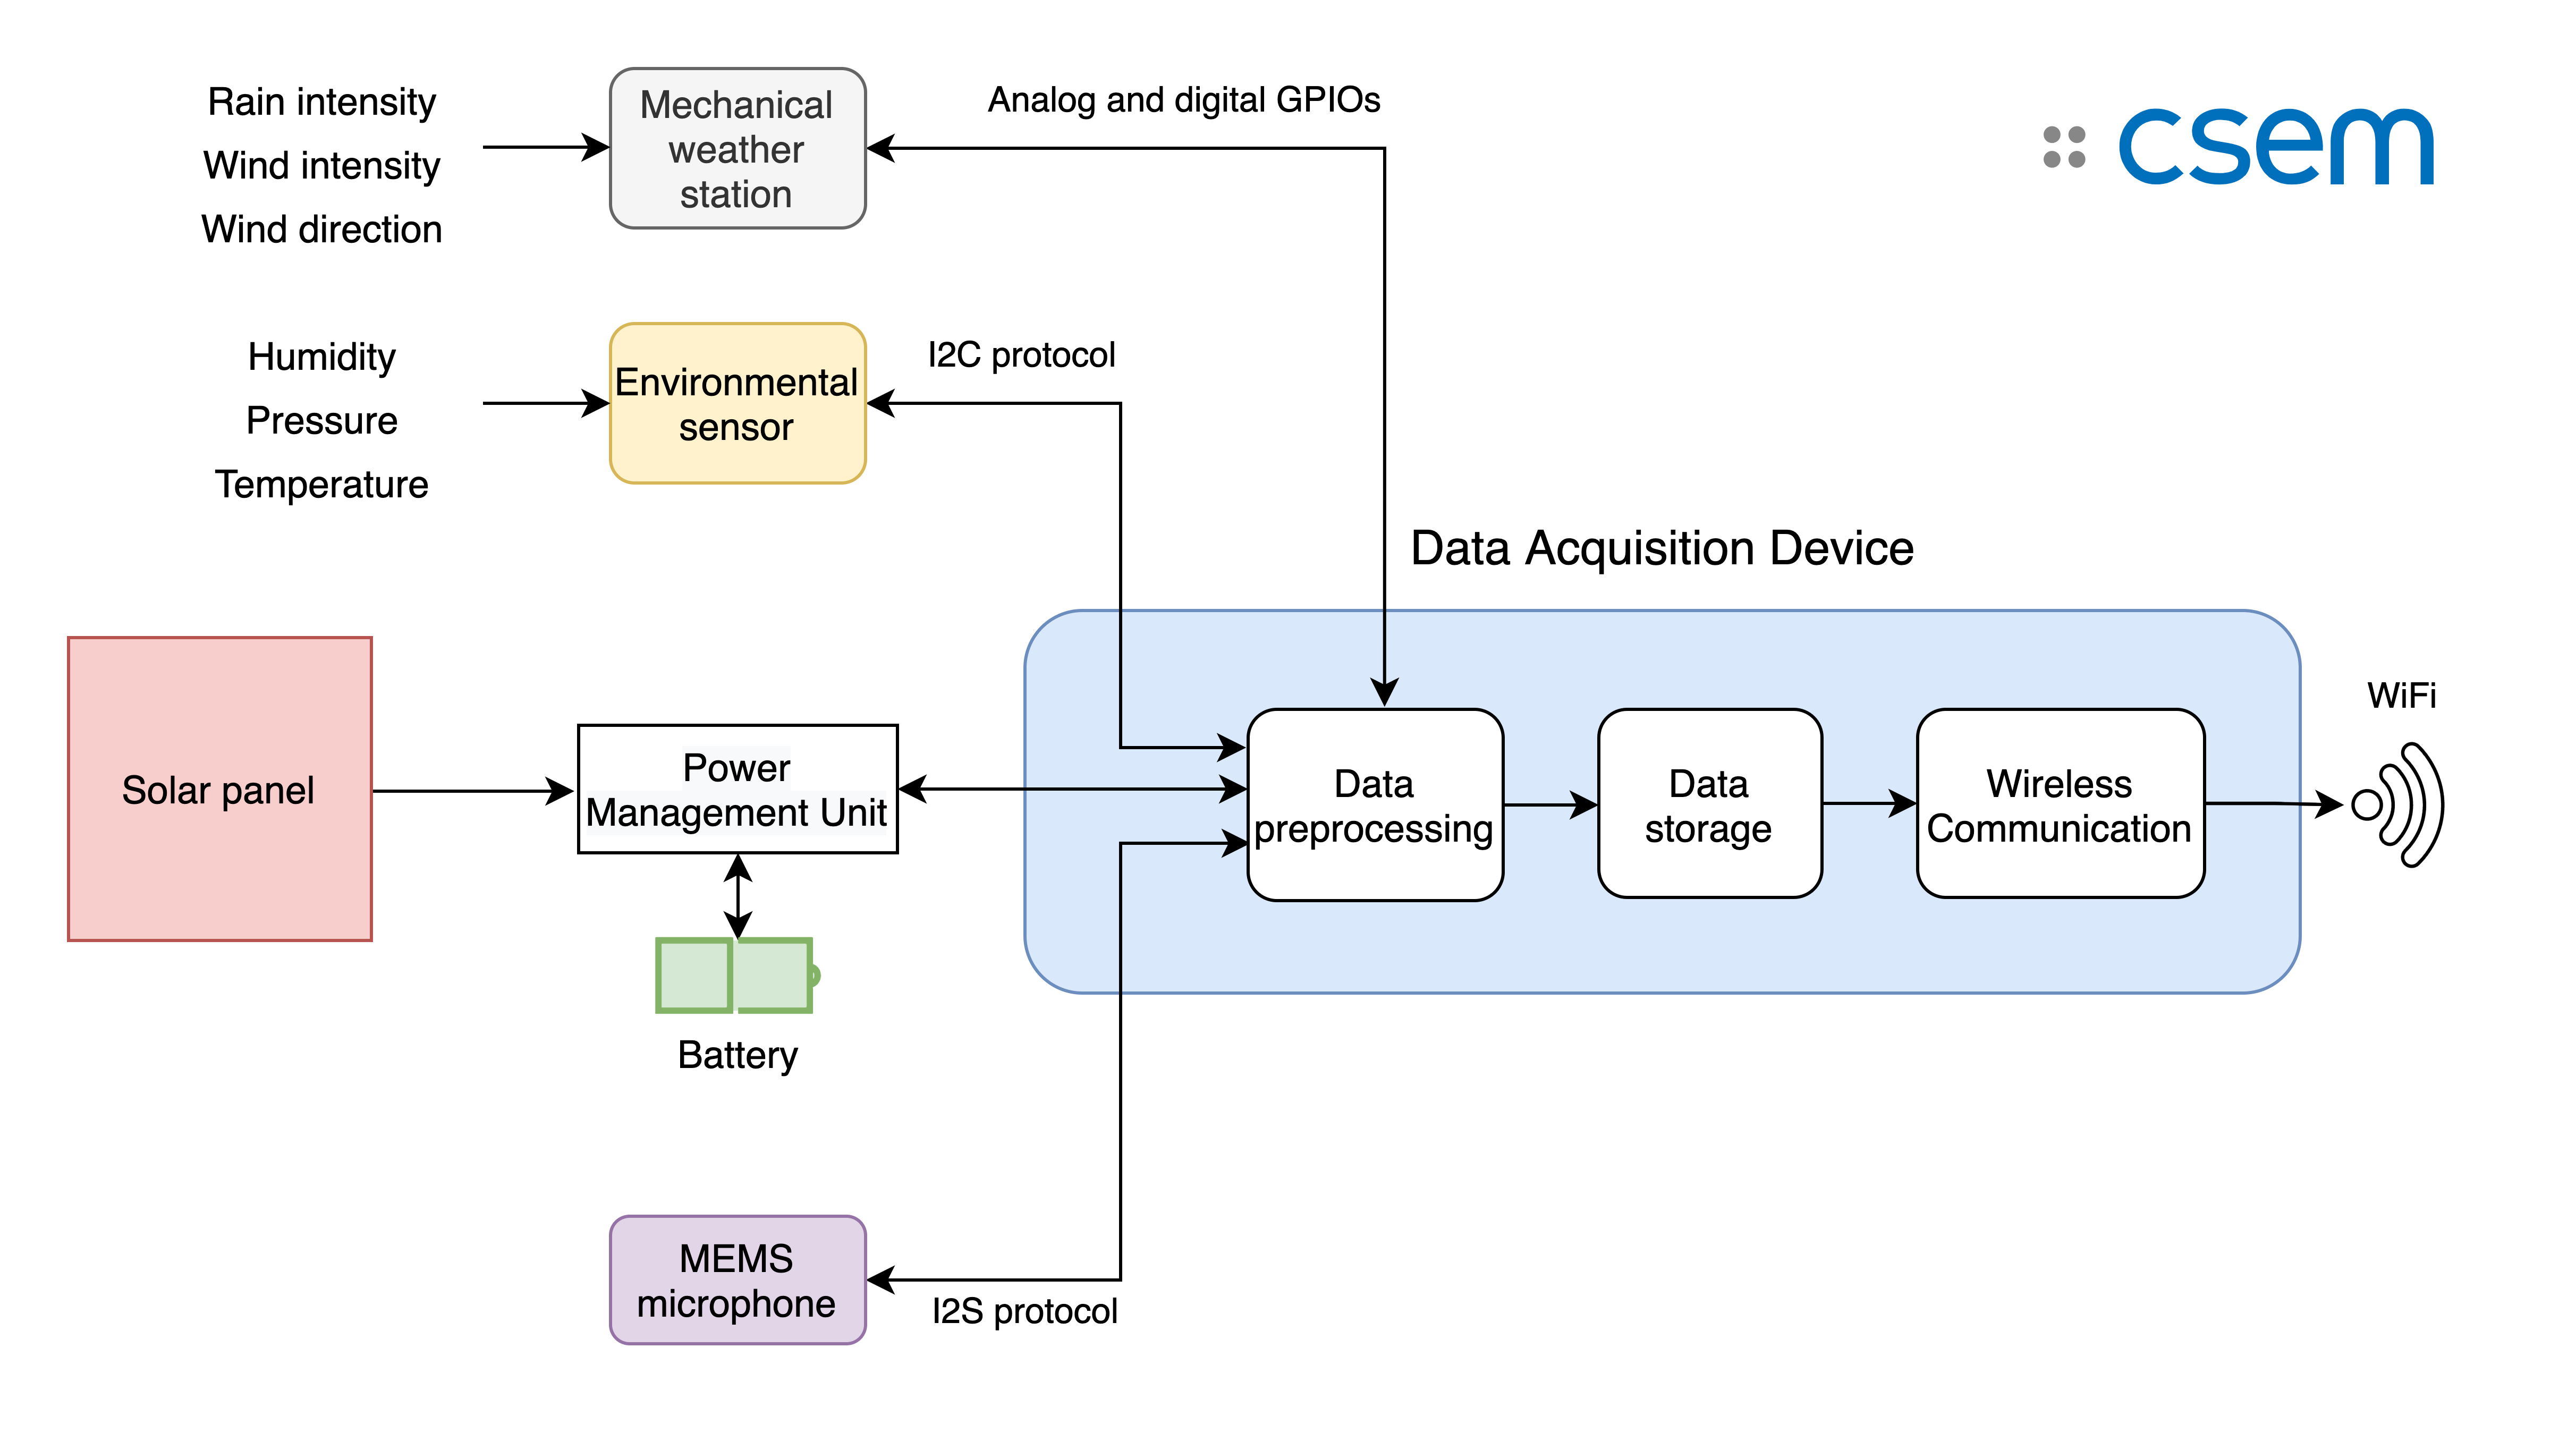 Rain intensity
Wind intensity
Wind direction
Mechanical
weather
station
Analog and digital GPIOs
csem
Humidity
Pressure
Temperature
Environmental
sensor
I2C protocol
Data Acquisition Device
Solar panel
Power
Management Unit
Battery
Data
preprocessing
Data
storage
Wireless
Communication
WiFi
MEMS
microphone
I2S protocol